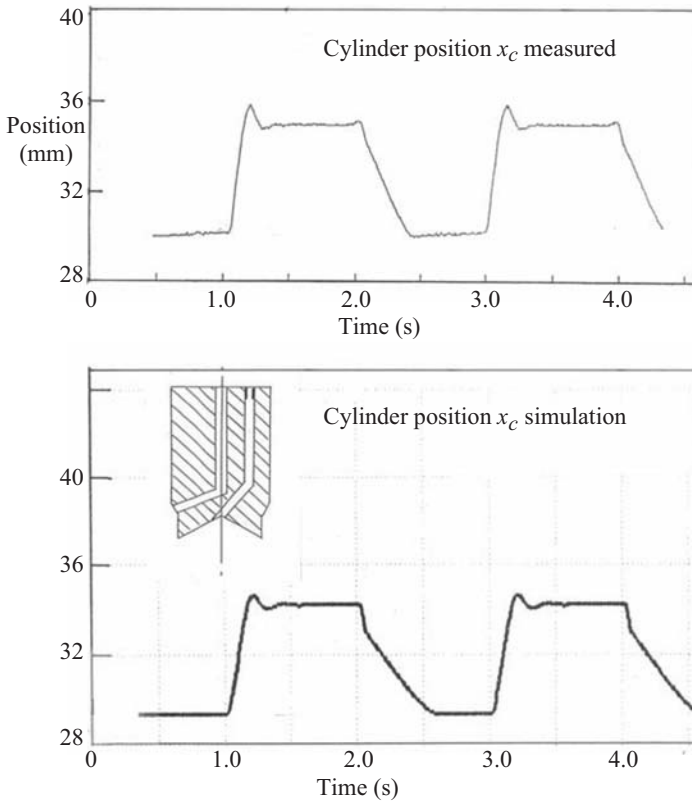 40
Cylinder position x_c measured
36
Position
(mm)
32
28
0 1.0 2.0 3.0 4.0
Time (s)
Cylinder position x_c simulation
40
36
32
28
0 1.0 2.0 3.0 4.0
Time (s)